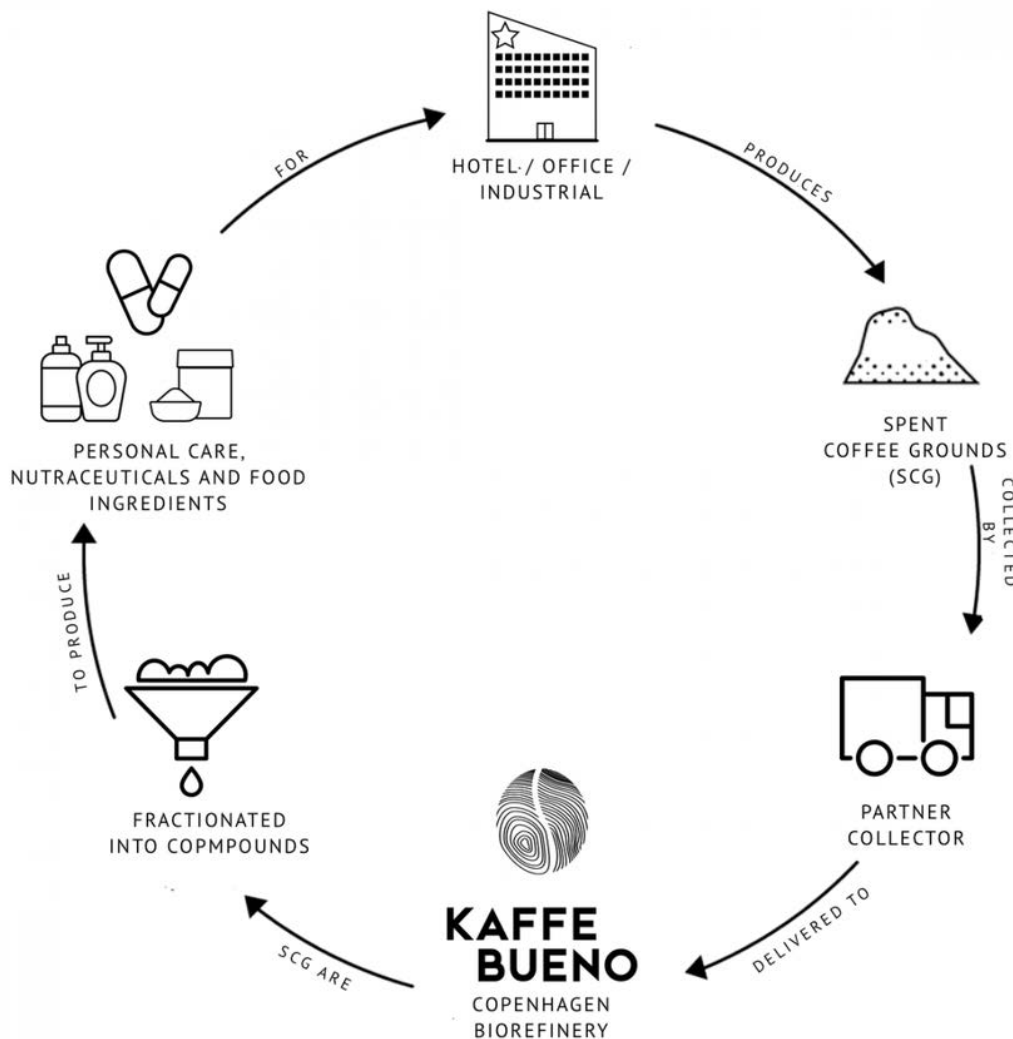 HOTEL / OFFICE /
INDUSTRIAL
PRODUCES
SPENT
COFFEE GROUNDS
(SCG)
COLLECTED
BY
PARTNER
COLLECTOR
DELIVERED TO
KAFFE
BUENO
COPENHAGEN
BIOREFINERY
SCG ARE
FRACTIONATED
INTO COPMPOUNDS
TO PRODUCE
PERSONAL CARE,
NUTRACEUTICALS AND FOOD
INGREDIENTS
FOR